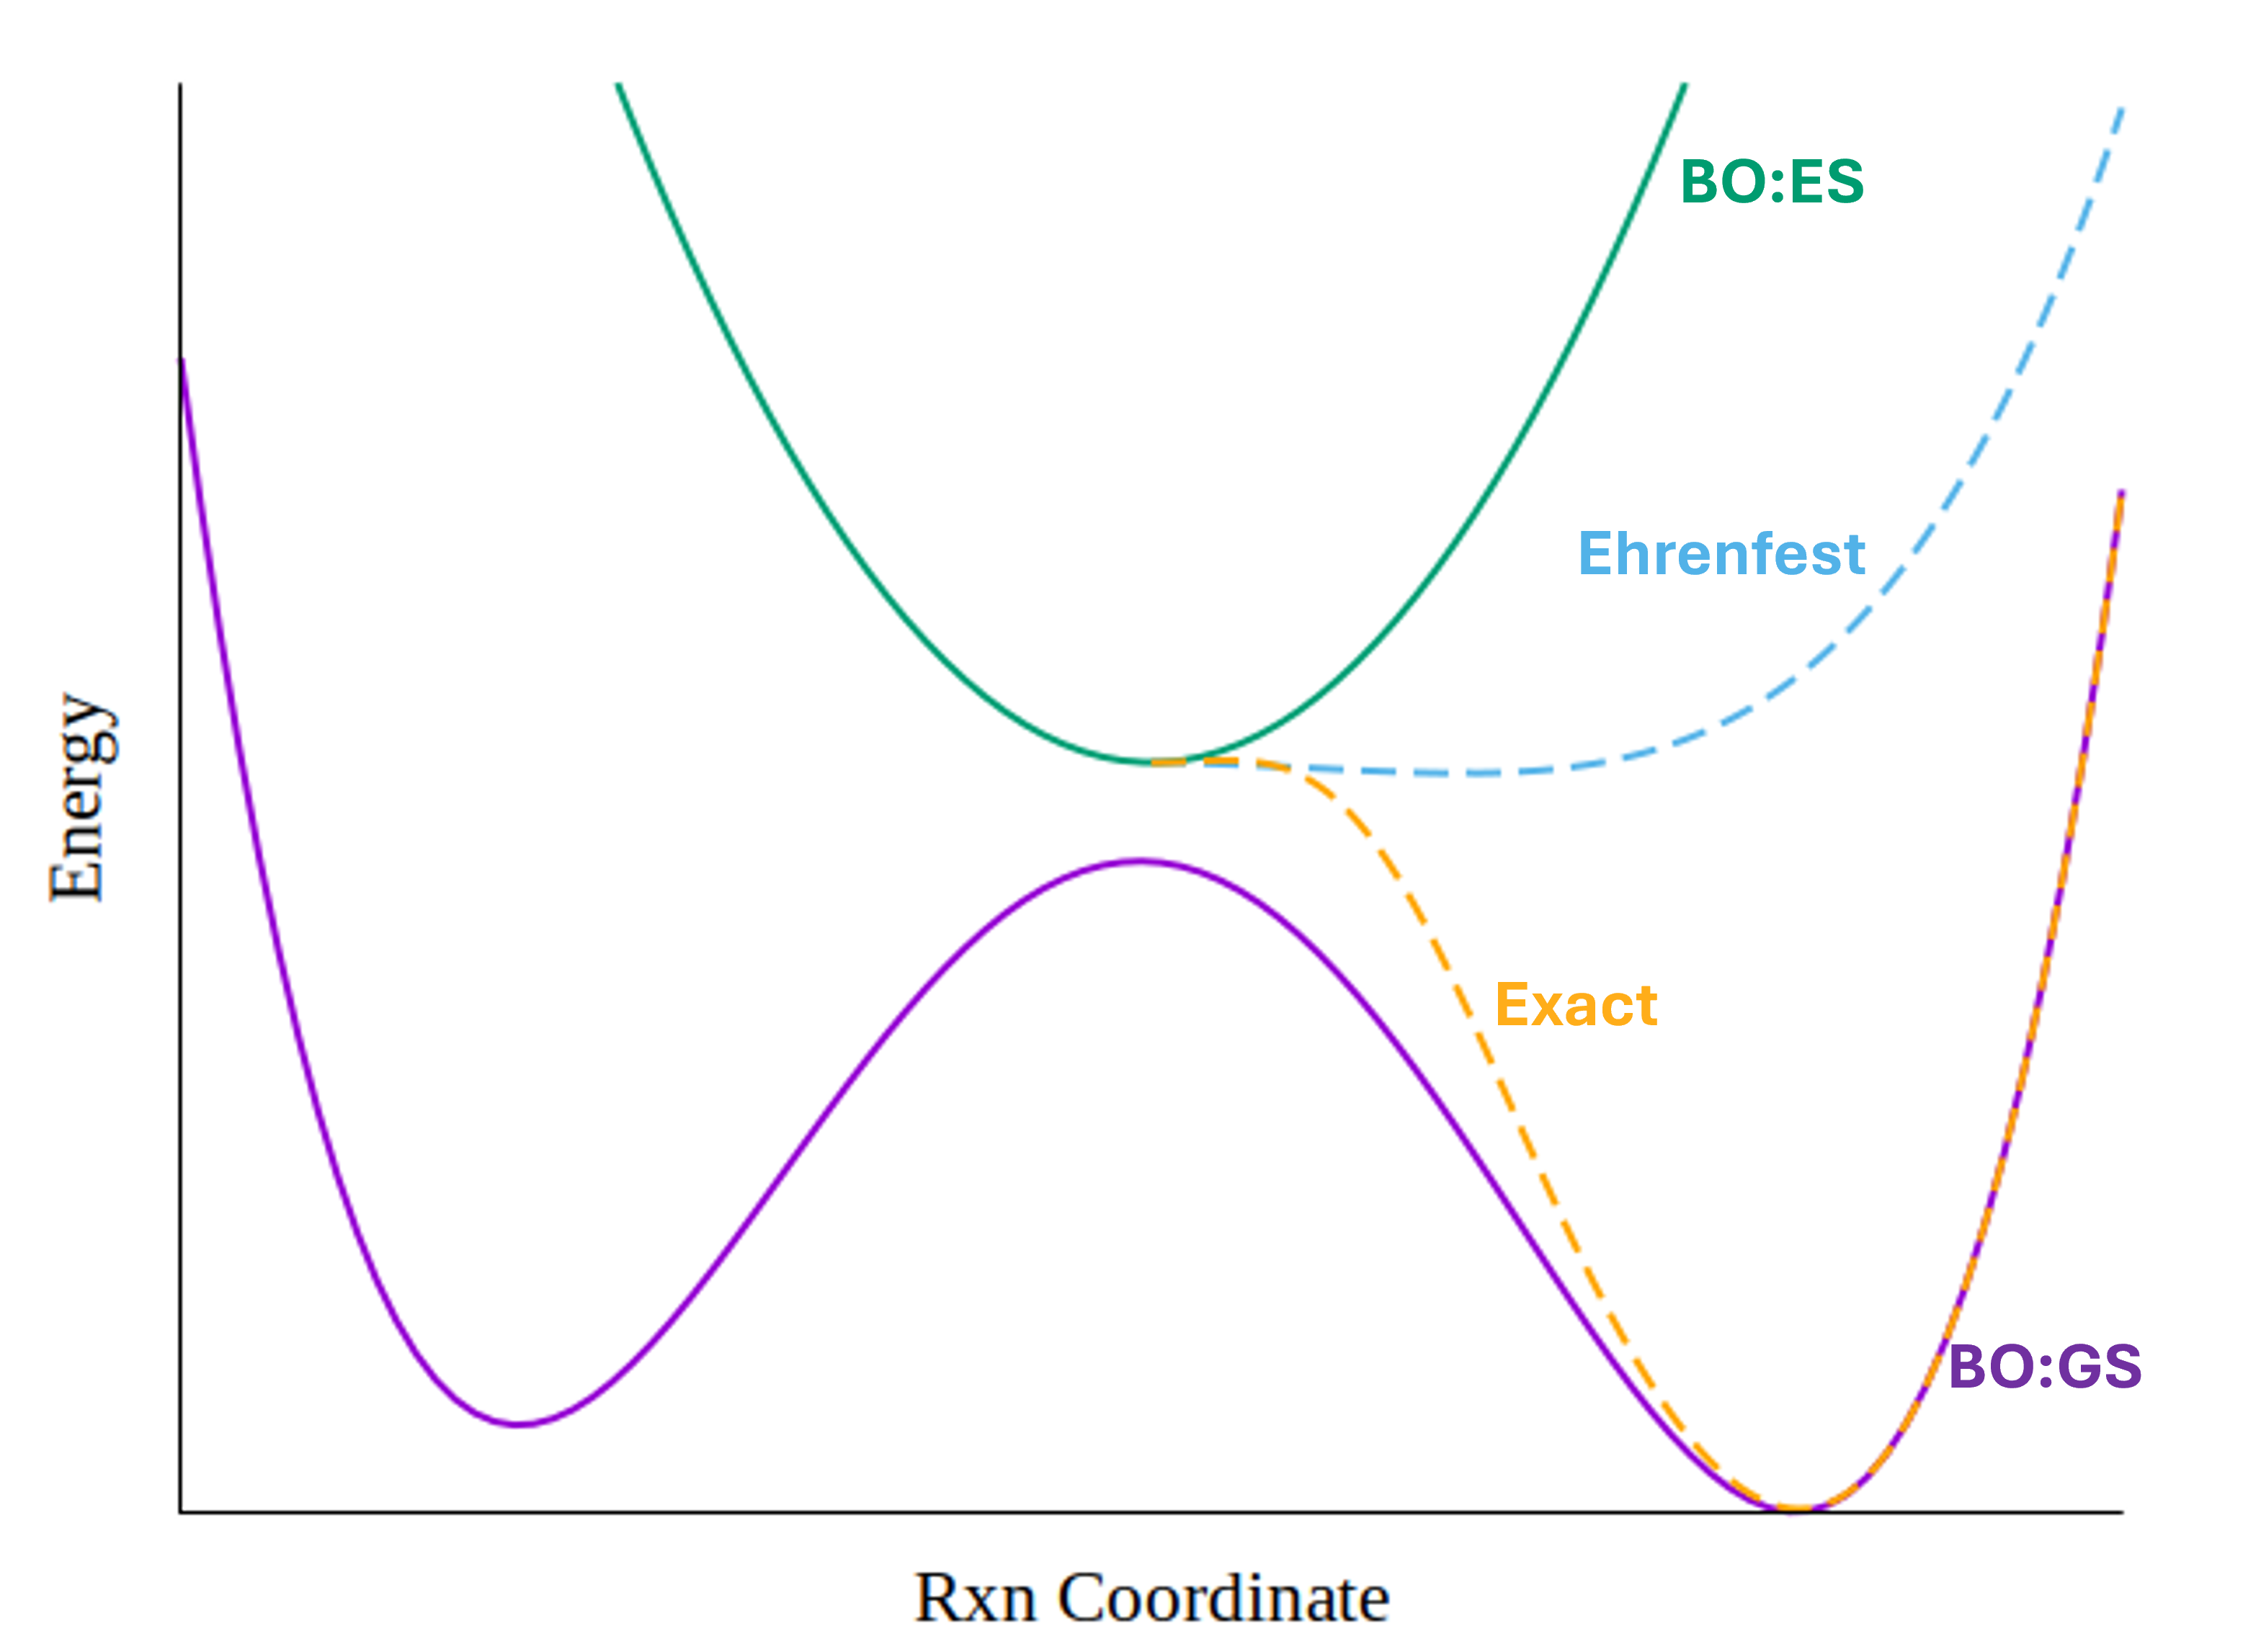 BO:ES
Ehrenfest
Energy
Exact
BO:GS
Rxn Coordinate